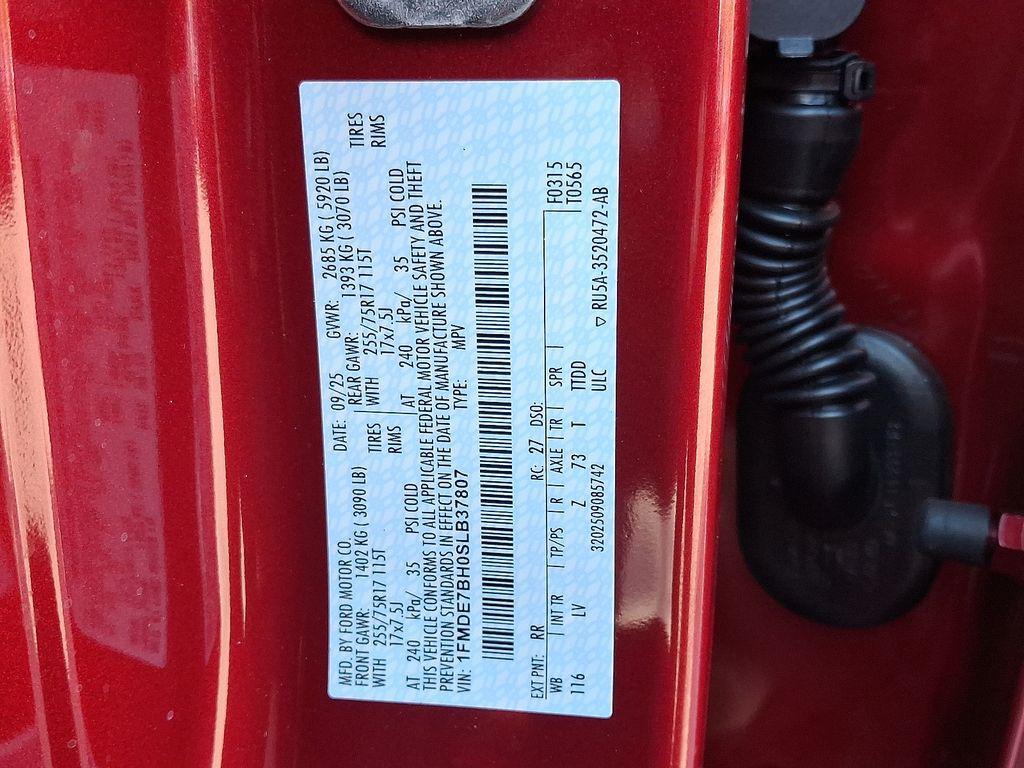 MFD. BY FORD MOTOR CO. DATE: 09/25 GVWR: 2685 KG ( 5920 LB)
FRONT GAWR: 1402 KG ( 3090 LB) REAR GAWR: 1393 KG ( 3070 LB)
WITH 255/75R17 115T TIRES WITH 255/75R17 115T TIRES
17x7.5J RIMS 17x7.5J RIMS
AT 240 kPa/ 35 PSI COLD AT 240 kPa/ 35 PSI COLD
THIS VEHICLE CONFORMS TO ALL APPLICABLE FEDERAL MOTOR VEHICLE SAFETY AND THEFT
PREVENTION STANDARDS IN EFFECT ON THE DATE OF MANUFACTURE SHOWN ABOVE.
VIN: 1FMDE7BH0SLB37807 TYPE: MPV
EXT PNT: RR RC: 27 DSO: F0315
WB INT TR TP/PS R AXLE TR SPR T0565
116 LV Z 73 T TTDD
320250908​5742 ULC ▽ RU5A-3520472-AB